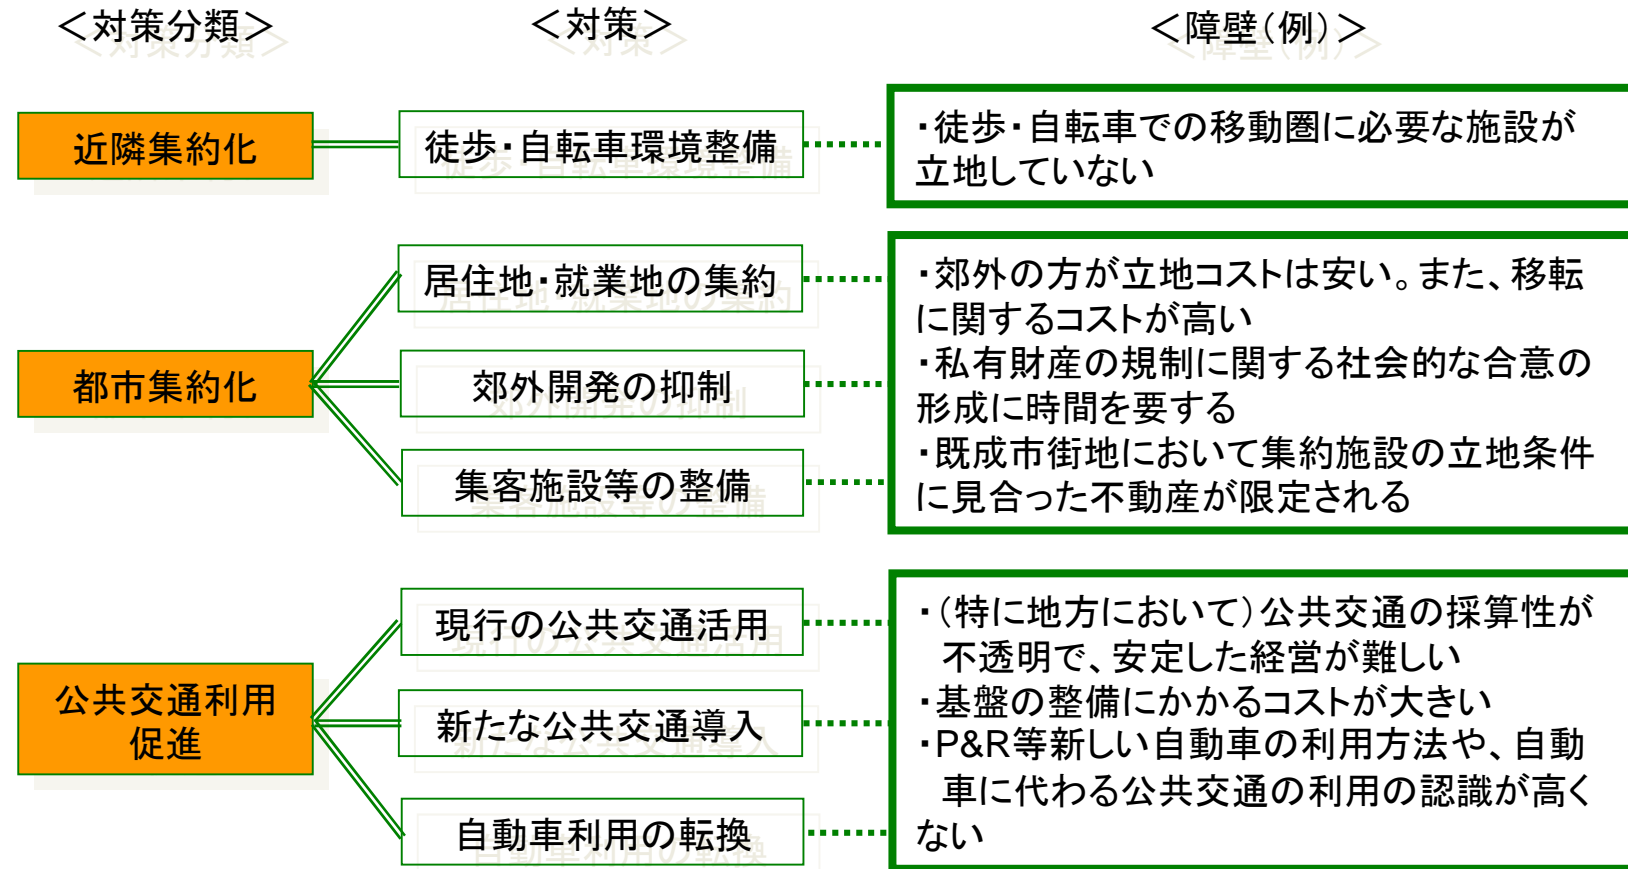 ＜対策分類＞
＜対策＞
＜障壁（例）＞
近隣集約化
徒歩・自転車環境整備
・徒歩・自転車での移動圏に必要な施設が
立地していない
都市集約化
居住地・就業地の集約
郊外開発の抑制
集客施設等の整備
・郊外の方が立地コストは安い。また、移転
に関するコストが高い
・私有財産の規制に関する社会的な合意の
形成に時間を要する
・既成市街地において集約施設の立地条件
に見合った不動産が限定される
公共交通利用
促進
現行の公共交通活用
新たな公共交通導入
自動車利用の転換
・（特に地方において）公共交通の採算性が
不透明で、安定した経営が難しい
・基盤の整備にかかるコストが大きい
・P&R等新しい自動車の利用方法や、自動
車に代わる公共交通の利用の認識が高く
ない